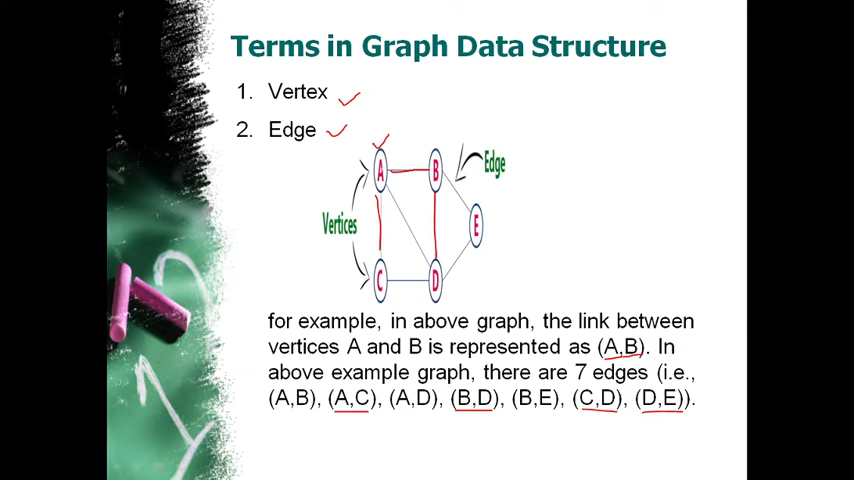 Terms in Graph Data Structure
1. Vertex
2. Edge
A
B
Edge
Vertices
E
C
D
for example, in above graph, the link between
vertices A and B is represented as (A,B). In
above example graph, there are 7 edges (i.e.,
(A,B), (A,C), (A,D), (B,D), (B,E), (C,D), (D,E)).